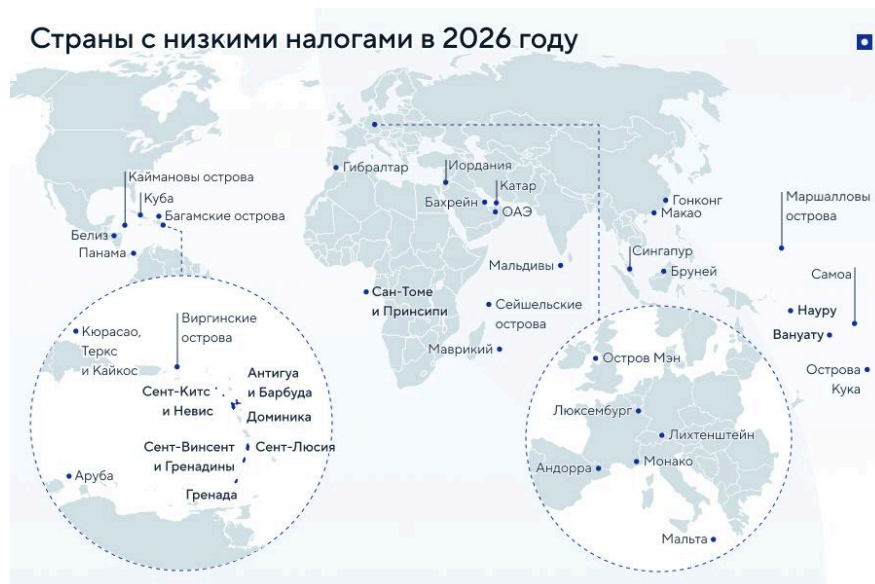 Страны с низкими налогами в 2026 году
Каймановы острова
Куба
Багамские острова
Белиз
Панама
Гибралтар
Иордания
Катар
Бахрейн
ОАЭ
Гонконг
Макао
Сингапур
Бруней
Мальдивы
Сан-Томе
и Принсипи
Сейшельские
острова
Маврикий
Маршалловы
острова
Самоа
Науру
Вануату
Острова
Кука
Кюрасао,
Теркс
и Кайкос
Виргинские
острова
Антигуа
и Барбуда
Сент-Китс
и Невис
Доминика
Сент-Винсент
и Гренадины
Сент-Люсия
Аруба
Гренада
Остров Мэн
Люксембург
Лихтенштейн
Андорра
Монако
Мальта